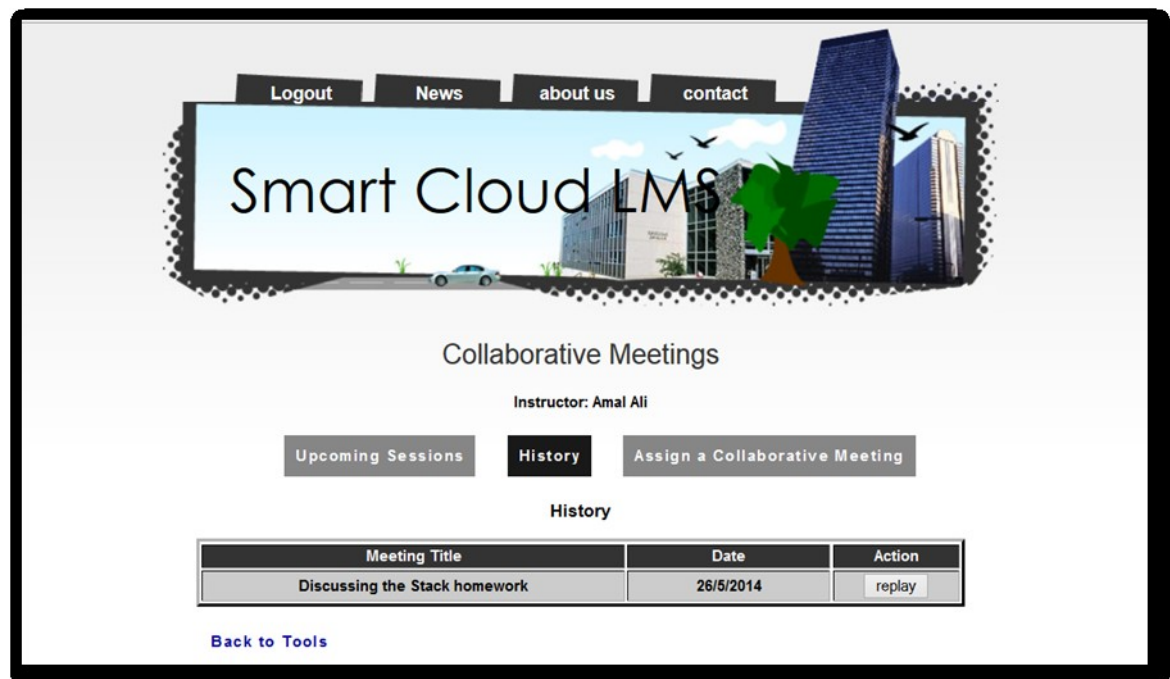 Logout News about us contact
Smart Cloud LMS
Collaborative Meetings
Instructor: Amal Ali
Upcoming Sessions History Assign a Collaborative Meeting
History
Meeting Title Date Action
Discussing the Stack homework 26/5/2014 replay
Back to Tools